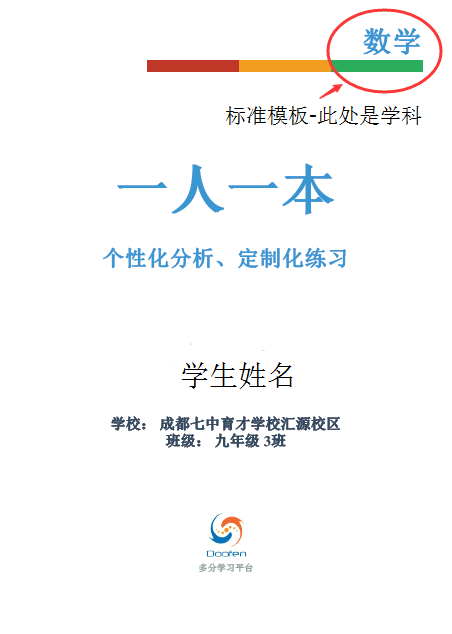 数学
标准模板-此处是学科
一人一本
个性化分析、定制化练习
学生姓名
学校： 成都七中育才学校汇源校区
班级： 九年级 3班
Doofen
多分学习平台